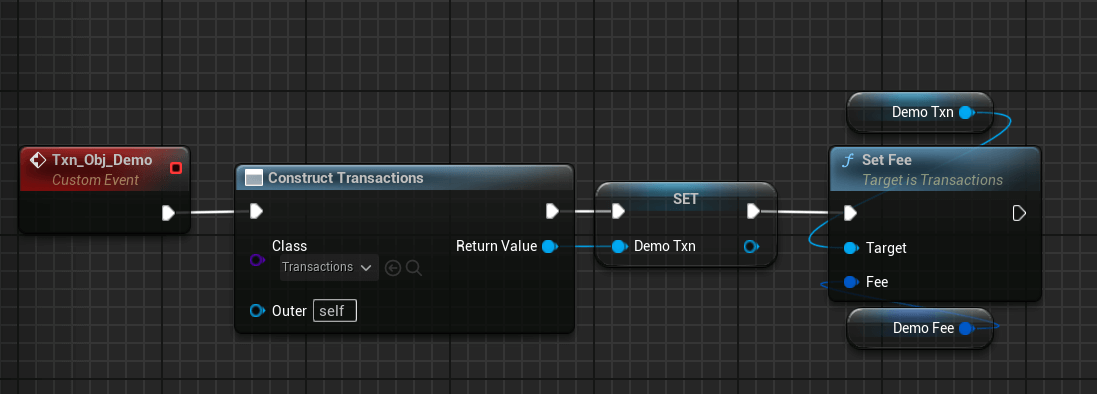 Txn_Obj_Demo
Custom Event
Construct Transactions
Class
Transactions
Return Value
Outer
self
SET
Demo Txn
Demo Txn
Set Fee
Target is Transactions
Target
Fee
Demo Fee